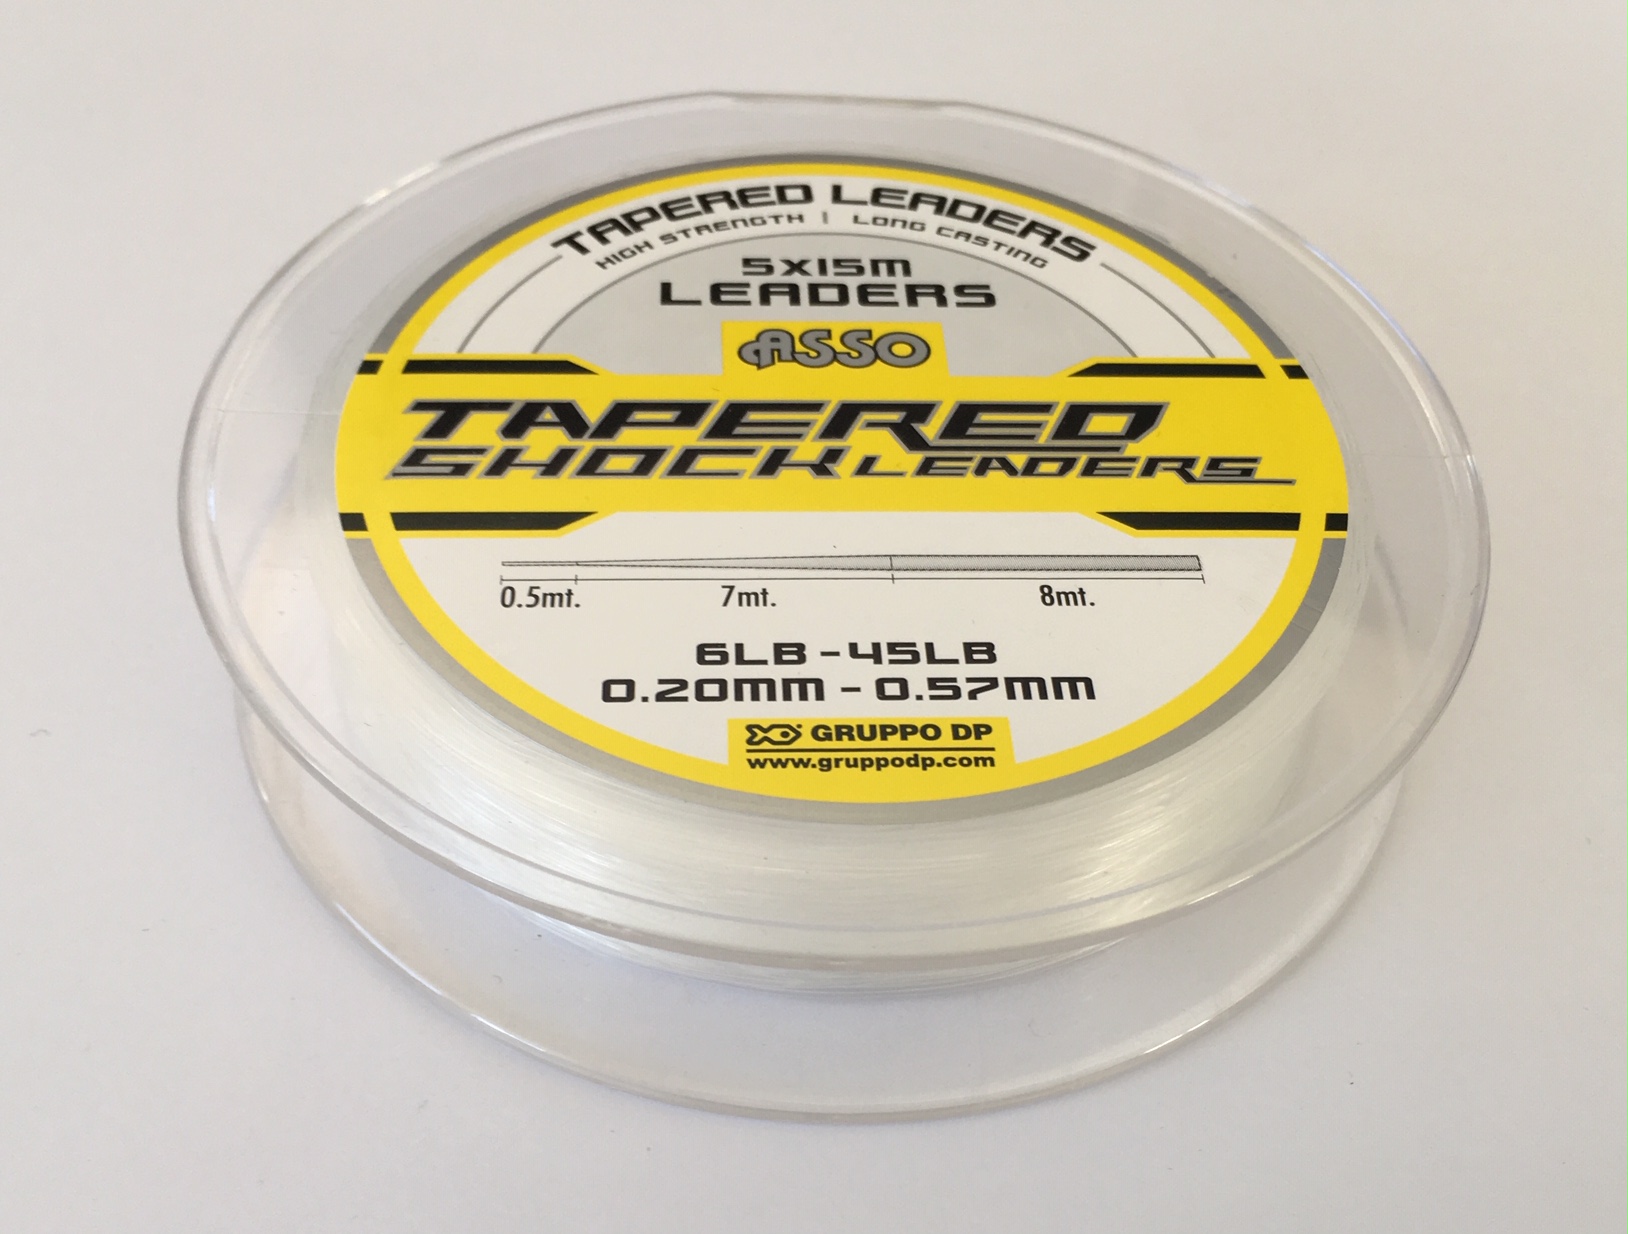 TAPERED LEADERS
HIGH STRENGTH | LONG CASTING
5X15M
LEADERS
ASSO
TAPERED
SHOCK LEADERS
0.5mt. 7mt. 8mt.
6LB - 45LB
0.20MM - 0.57MM
GRUPPO DP
www.gruppodp.com